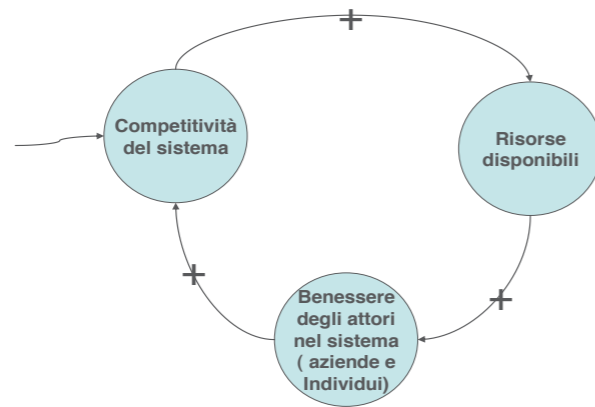 +
Competitività
del sistema
Risorse
disponibili
+
+
Benessere
degli attori
nel sistema
( aziende e
Individui)